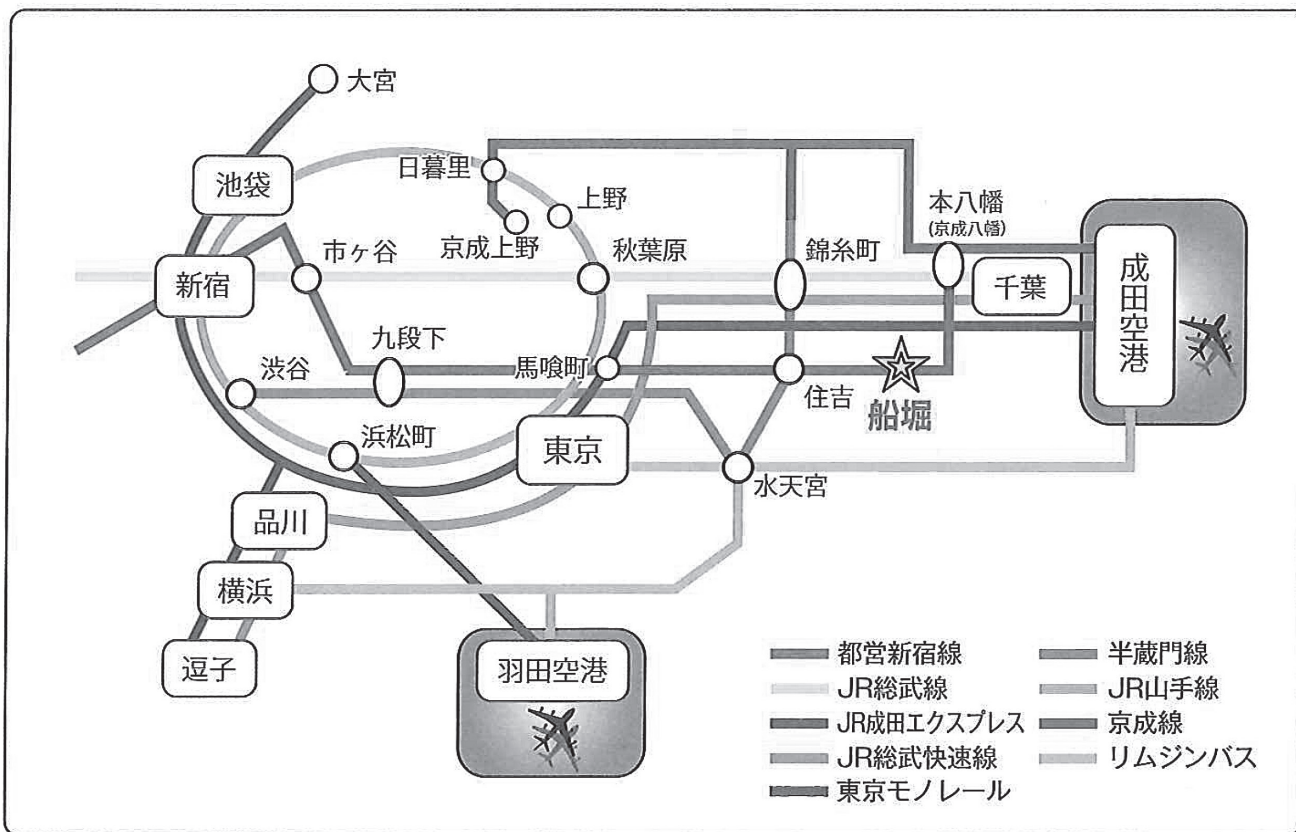 大宮
池袋
日暮里
上野
京成上野
本八幡
(京成八幡)
新宿
市ヶ谷
秋葉原
錦糸町
千葉
成田空港
九段下
馬喰町
渋谷
住吉
船堀
浜松町
東京
水天宮
品川
横浜
逗子
羽田空港
都営新宿線
JR総武線
JR成田エクスプレス
JR総武快速線
東京モノレール
半蔵門線
JR山手線
京成線
リムジンバス